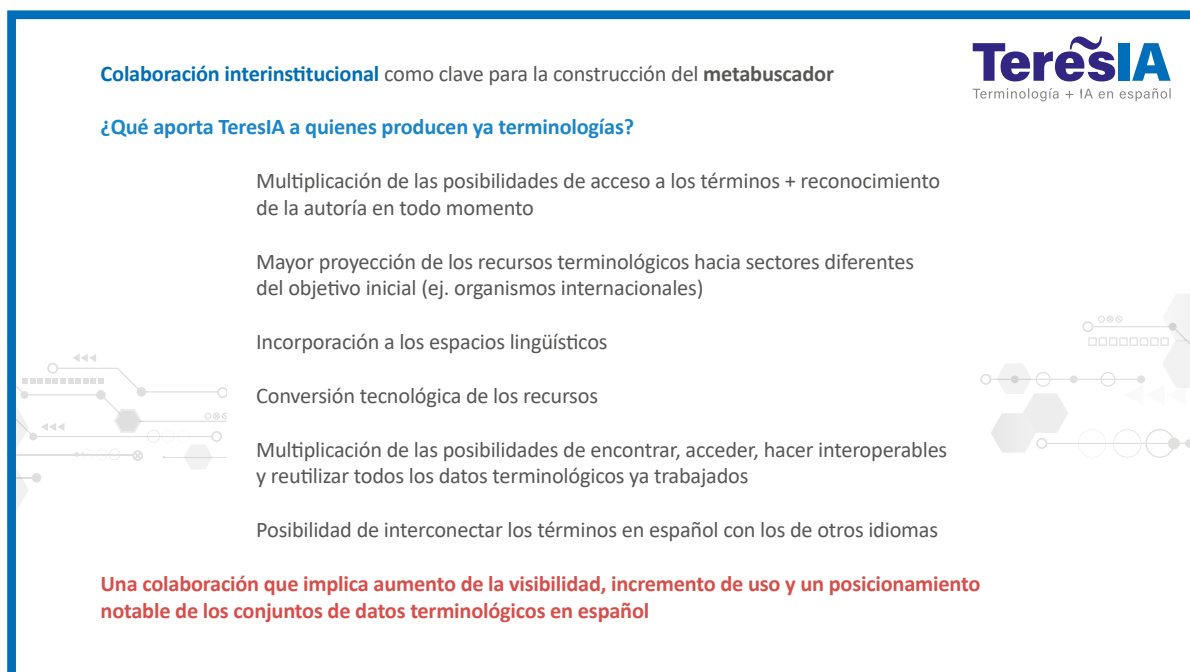 TeresIA
Terminología + IA en español
Colaboración interinstitucional como clave para la construcción del metabuscador
¿Qué aporta TeresIA a quienes producen ya terminologías?
Multiplicación de las posibilidades de acceso a los términos + reconocimiento
de la autoría en todo momento
Mayor proyección de los recursos terminológicos hacia sectores diferentes
del objetivo inicial (ej. organismos internacionales)
Incorporación a los espacios lingüísticos
Conversión tecnológica de los recursos
Multiplicación de las posibilidades de encontrar, acceder, hacer interoperables
y reutilizar todos los datos terminológicos ya trabajados
Posibilidad de interconectar los términos en español con los de otros idiomas
Una colaboración que implica aumento de la visibilidad, incremento de uso y un posicionamiento
notable de los conjuntos de datos terminológicos en español